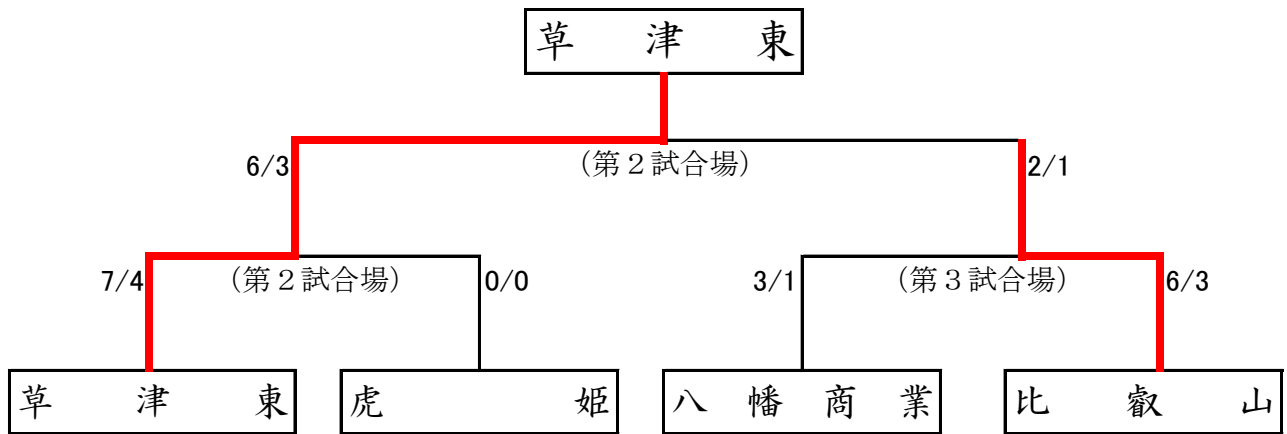 草津東
6/3 (第2試合場) 2/1
7/4 (第2試合場) 0/0 3/1 (第3試合場) 6/3
草津東 虎姫 八幡商業 比叡山